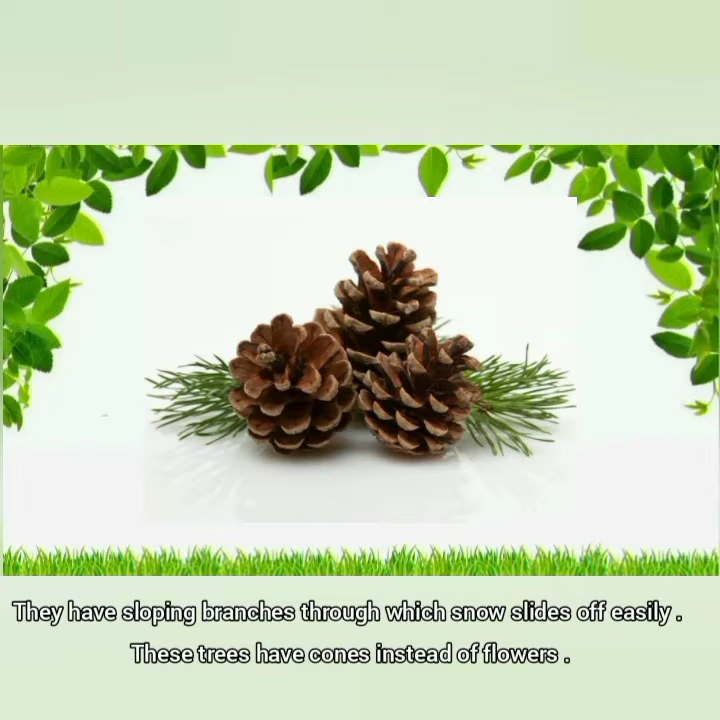 They have sloping branches through which snow slides off easily .
These trees have cones instead of flowers .